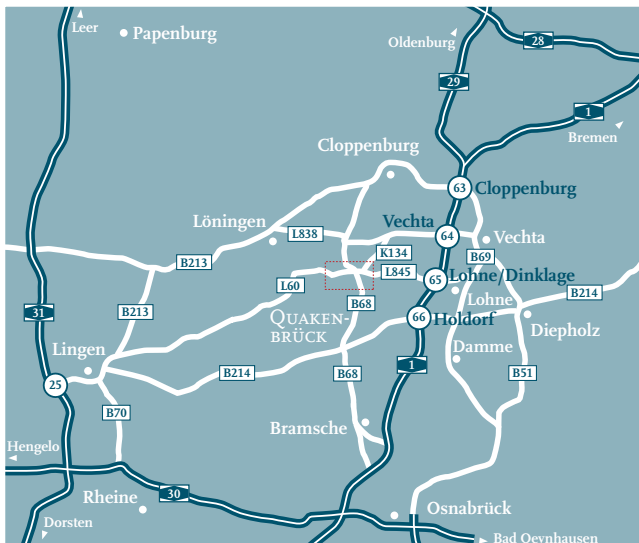 Leer
Papenburg
Oldenburg
28
29
1
Bremen
Cloppenburg
63 Cloppenburg
Löningen
L838
Vechta
64
Vechta
K134
B213
B69
L60
L845
65
Lohne/Dinklage
B68
Lohne
B214
B213
31
QUAKEN-
BRÜCK
66
Holdorf
Diepholz
Lingen
Damme
1
B214
B68
B51
25
B70
Bramsche
Hengelo
30
Rheine
Osnabrück
Dorsten
Bad Oeynhausen